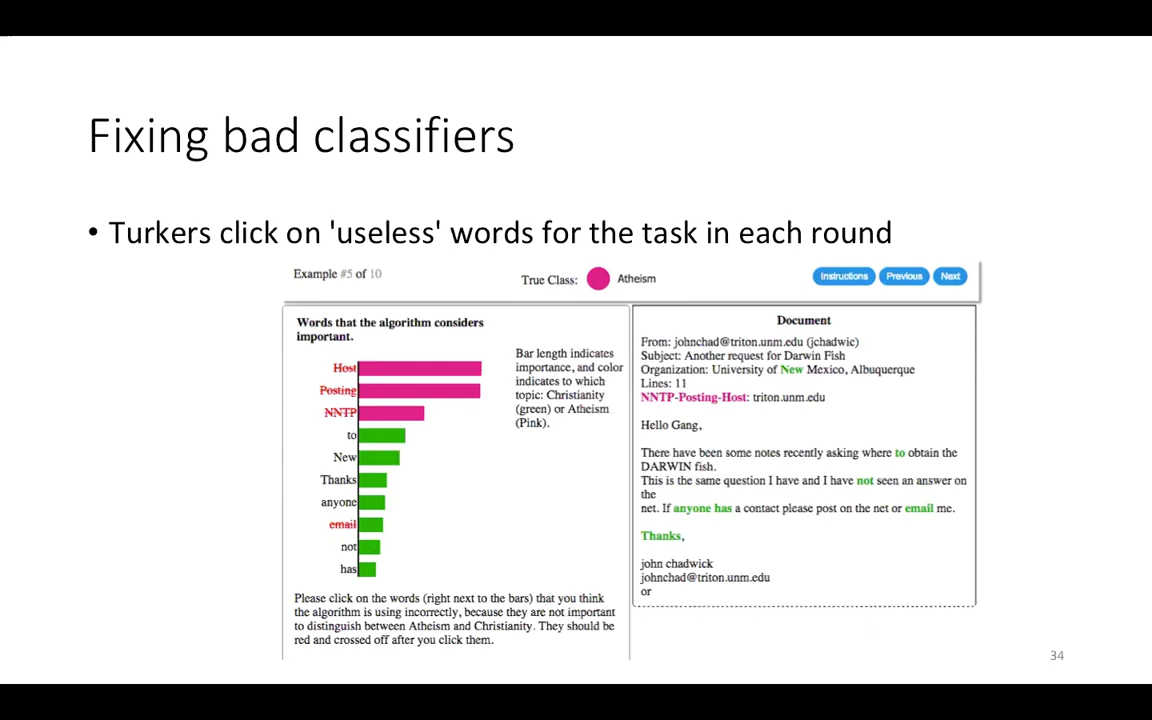 Fixing bad classifiers
• Turkers click on 'useless' words for the task in each round
Example #5 of 10
True Class: Atheism
Instructions
Previous
Next
Words that the algorithm considers
important.
Host
Posting
NNTP
to
New
Thanks
anyone
email
not
has
Bar length indicates
importance, and color
indicates to which
topic: Christianity
(green) or Atheism
(Pink).
Please click on the words (right next to the bars) that you think
the algorithm is using incorrectly, because they are not important
to distinguish between Atheism and Christianity. They should be
red and crossed off after you click them.
Document
From: johnchad@triton.unm.edu (jchadwic)
Subject: Another request for Darwin Fish
Organization: University of New Mexico, Albuquerque
Lines: 11
NNTP-Posting-Host: triton.unm.edu
Hello Gang,
There have been some notes recently asking where to obtain the
DARWIN fish.
This is the same question I have and I have not seen an answer on
the
net. If anyone has a contact please post on the net or email me.
Thanks,
john chadwick
johnchad@triton.unm.edu
or
34